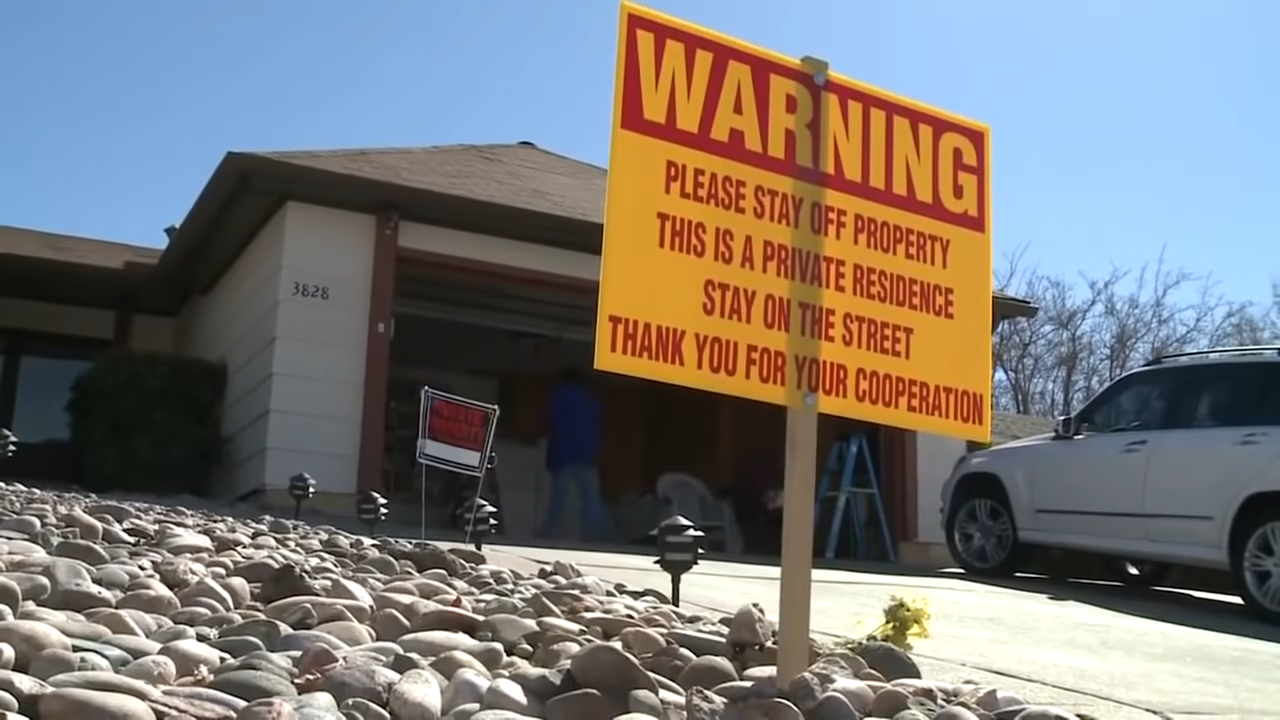 WARNING
PLEASE STAY OFF PROPERTY
THIS IS A PRIVATE RESIDENCE
STAY ON THE STREET
THANK YOU FOR YOUR COOPERATION
3828